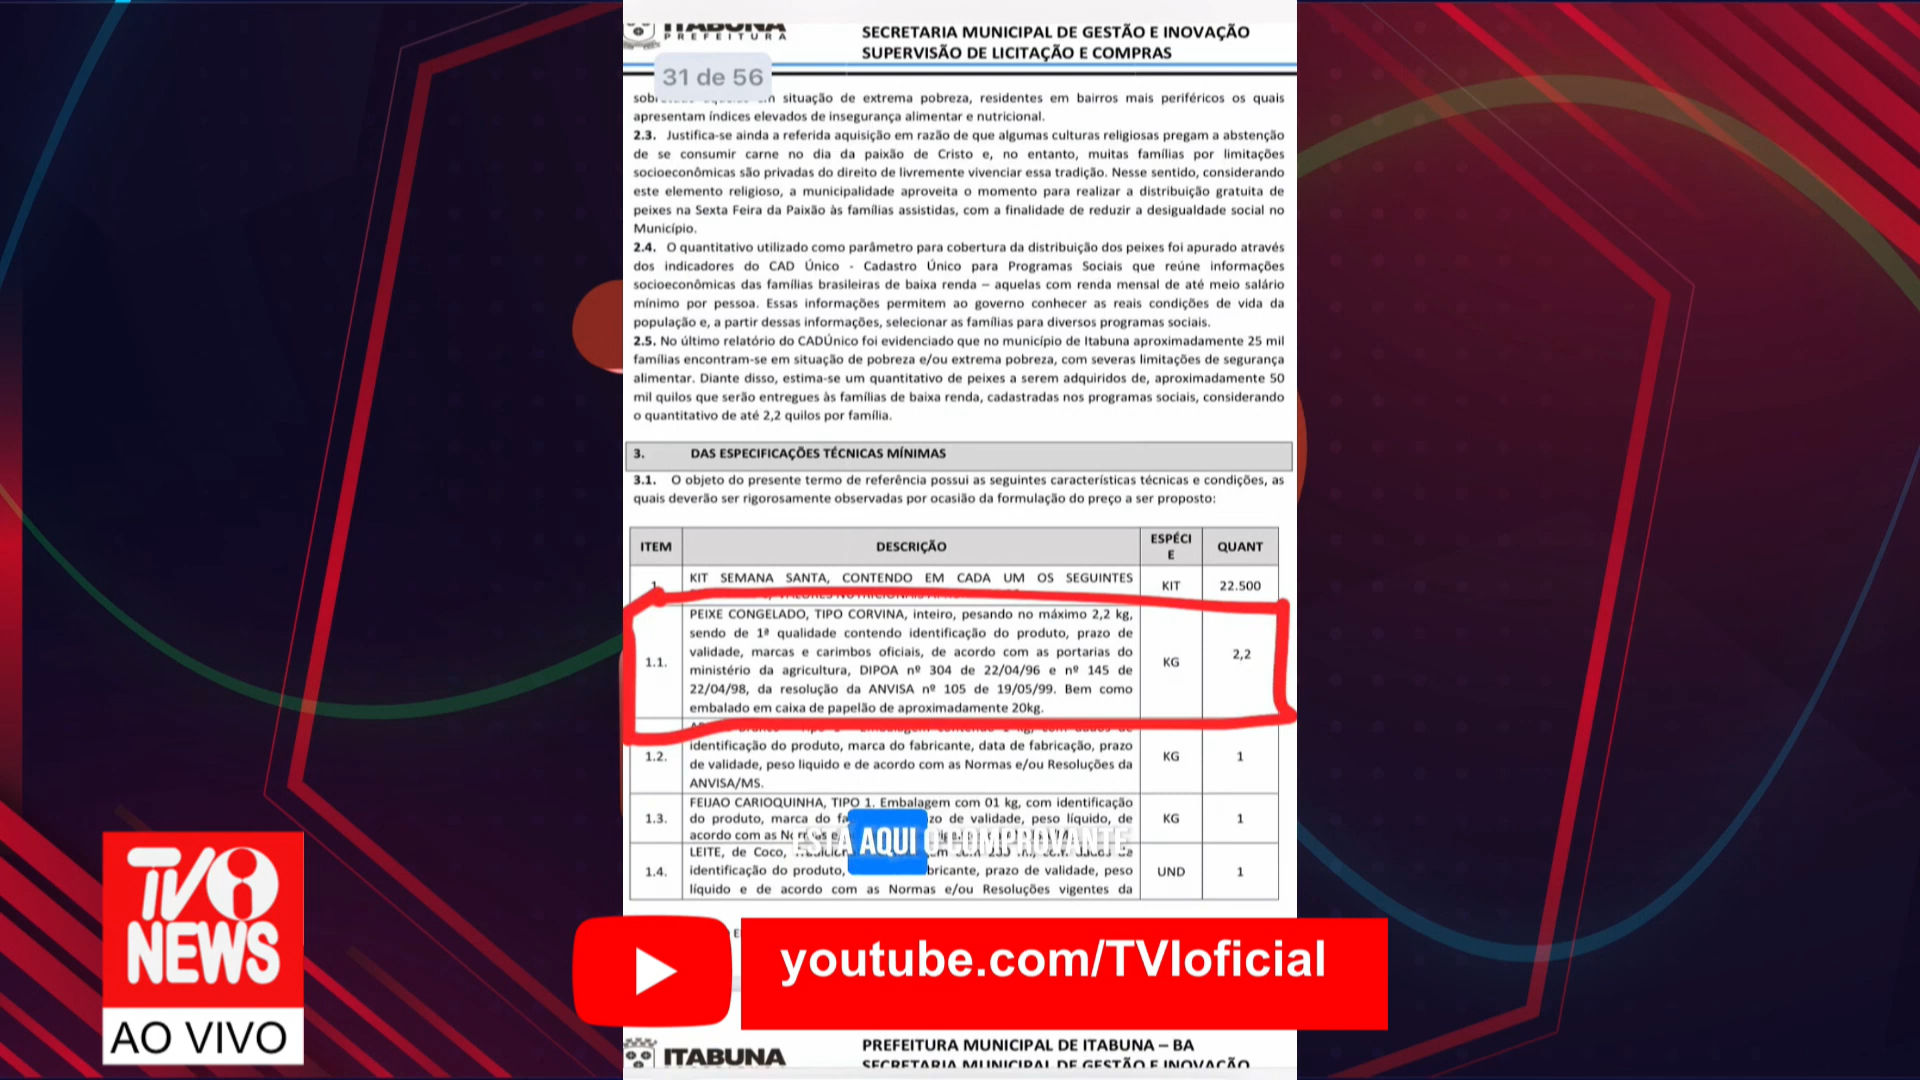 ITABUNA
PREFEITURA
SECRETARIA MUNICIPAL DE GESTÃO E INOVAÇÃO
SUPERVISÃO DE LICITAÇÃO E COMPRAS
31 de 56
situação de extrema pobreza, residentes em bairros mais periféricos os quais
apresentam índices elevados de insegurança alimentar e nutricional.
2.3. Justifica-se ainda a referida aquisição em razão de que algumas culturas religiosas pregam a abstenção
de se consumir carne no dia da paixão de Cristo e, no entanto, muitas famílias por limitações
socioeconômicas são privadas do direito de livremente vivenciar essa tradição. Nesse sentido, considerando
este elemento religioso, a municipalidade aproveita o momento para realizar a distribuição gratuita de
peixes na Sexta Feira da Paixão às famílias assistidas, com a finalidade de reduzir a desigualdade social no
Município.
2.4. O quantitativo utilizado como parâmetro para cobertura da distribuição dos peixes foi apurado através
dos indicadores do CAD Único - Cadastro Único para Programas Sociais que reúne informações
socioeconômicas das famílias brasileiras de baixa renda – aquelas com renda mensal de até meio salário
mínimo por pessoa. Essas informações permitem ao governo conhecer as reais condições de vida da
população e, a partir dessas informações, selecionar as famílias para diversos programas sociais.
2.5. No último relatório do CADÚnico foi evidenciado que no município de Itabuna aproximadamente 25 mil
famílias encontram-se em situação de pobreza e/ou extrema pobreza, com severas limitações de segurança
alimentar. Diante disso, estima-se um quantitativo de peixes a serem adquiridos de, aproximadamente 50
mil quilos que serão entregues às famílias de baixa renda, cadastradas nos programas sociais, considerando
o quantitativo de até 2,2 quilos por família.
3. DAS ESPECIFICAÇÕES TÉCNICAS MÍNIMAS
3.1. O objeto do presente termo de referência possui as seguintes características técnicas e condições, as
quais deverão ser rigorosamente observadas por ocasião da formulação do preço a ser proposto:
ITEM DESCRIÇÃO ESPÉCI
E QUANT
1. KIT SEMANA SANTA, CONTENDO EM CADA UM OS SEGUINTES
KIT 22.500
PEIXE CONGELADO, TIPO CORVINA, inteiro, pesando no máximo 2,2 kg,
sendo de 1ª qualidade contendo identificação do produto, prazo de
validade, marcas e carimbos oficiais, de acordo com as portarias do
1.1. KG 2,2
ministério da agricultura, DIPOA nº 304 de 22/04/96 e nº 145 de
22/04/98, da resolução da ANVISA nº 105 de 19/05/99. Bem como
embalado em caixa de papelão de aproximadamente 20kg.
identificação do produto, marca do fabricante, data de fabricação, prazo
1.2. de validade, peso liquido e de acordo com as Normas e/ou Resoluções da KG 1
ANVISA/MS.
FEIJAO CARIOQUINHA, TIPO 1. Embalagem com 01 kg, com identificação
1.3. do produto, marca do zo de validade, peso líquido, de KG 1
acordo com as
ESTÁ AQUI O COMPROVANTE
LEITE, de Coco,
1.4. identificação do produto, bricante, prazo de validade, peso UND 1
líquido e de acordo com as Normas e/ou Resoluções vigentes da
TVi
NEWS
AO VIVO
youtube.com/TVIoficial
ITABUNA
PREFEITURA MUNICIPAL DE ITABUNA – BA
SECRETARIA MUNICIPAL DE GESTÃO E INOVAÇÃO